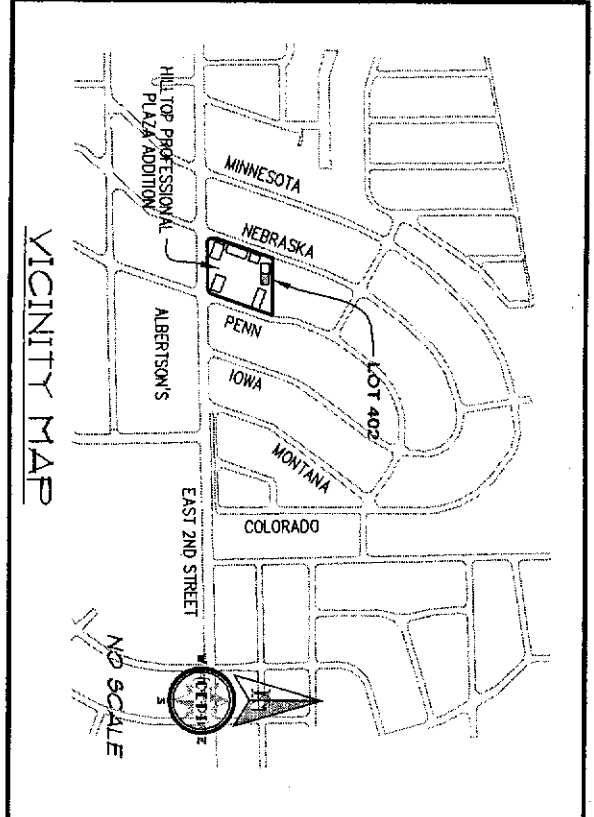 MINNESOTA
NEBRASKA
HILLTOP PROFESSIONAL
PLAZA ADDITION
LOT 402
PENN
IOWA
ALBERTSON'S
MONTANA
EAST 2ND STREET
COLORADO
W
E
S
NO SCALE
VICINITY MAP